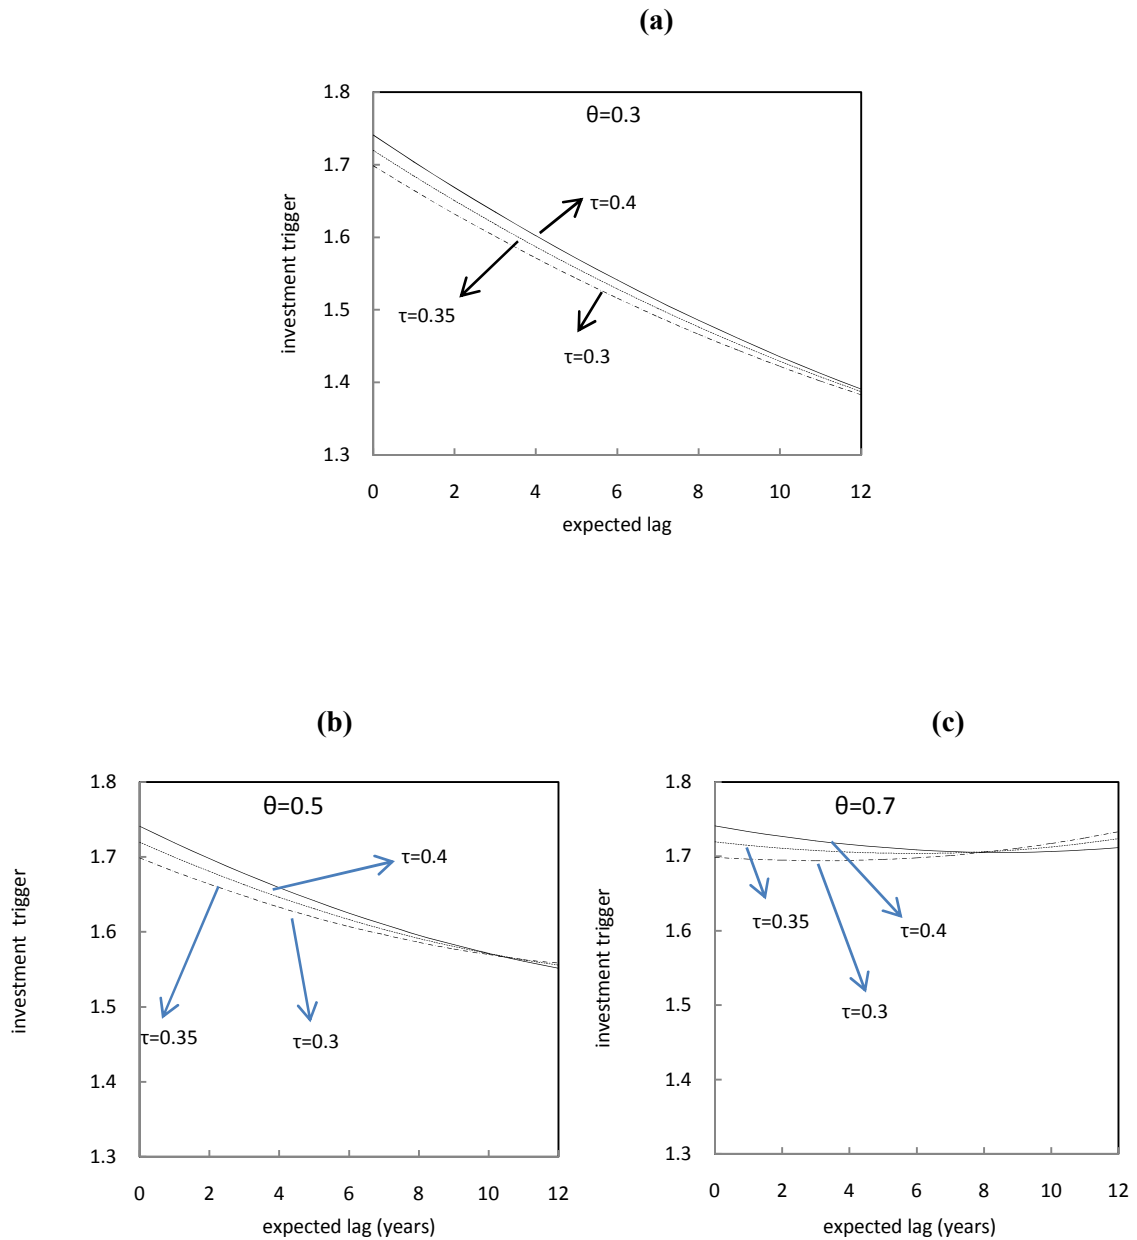 (a)
θ=0.3
1.8
1.7
1.6
1.5
1.4
1.3
investment trigger
τ=0.4
τ=0.35
τ=0.3
0 2 4 6 8 10 12
expected lag
(b)
θ=0.5
1.8
1.7
1.6
1.5
1.4
1.3
investment trigger
τ=0.4
τ=0.35
τ=0.3
0 2 4 6 8 10 12
expected lag (years)
(c)
θ=0.7
1.8
1.7
1.6
1.5
1.4
1.3
investment trigger
τ=0.35
τ=0.4
τ=0.3
0 2 4 6 8 10 12
expected lag (years)